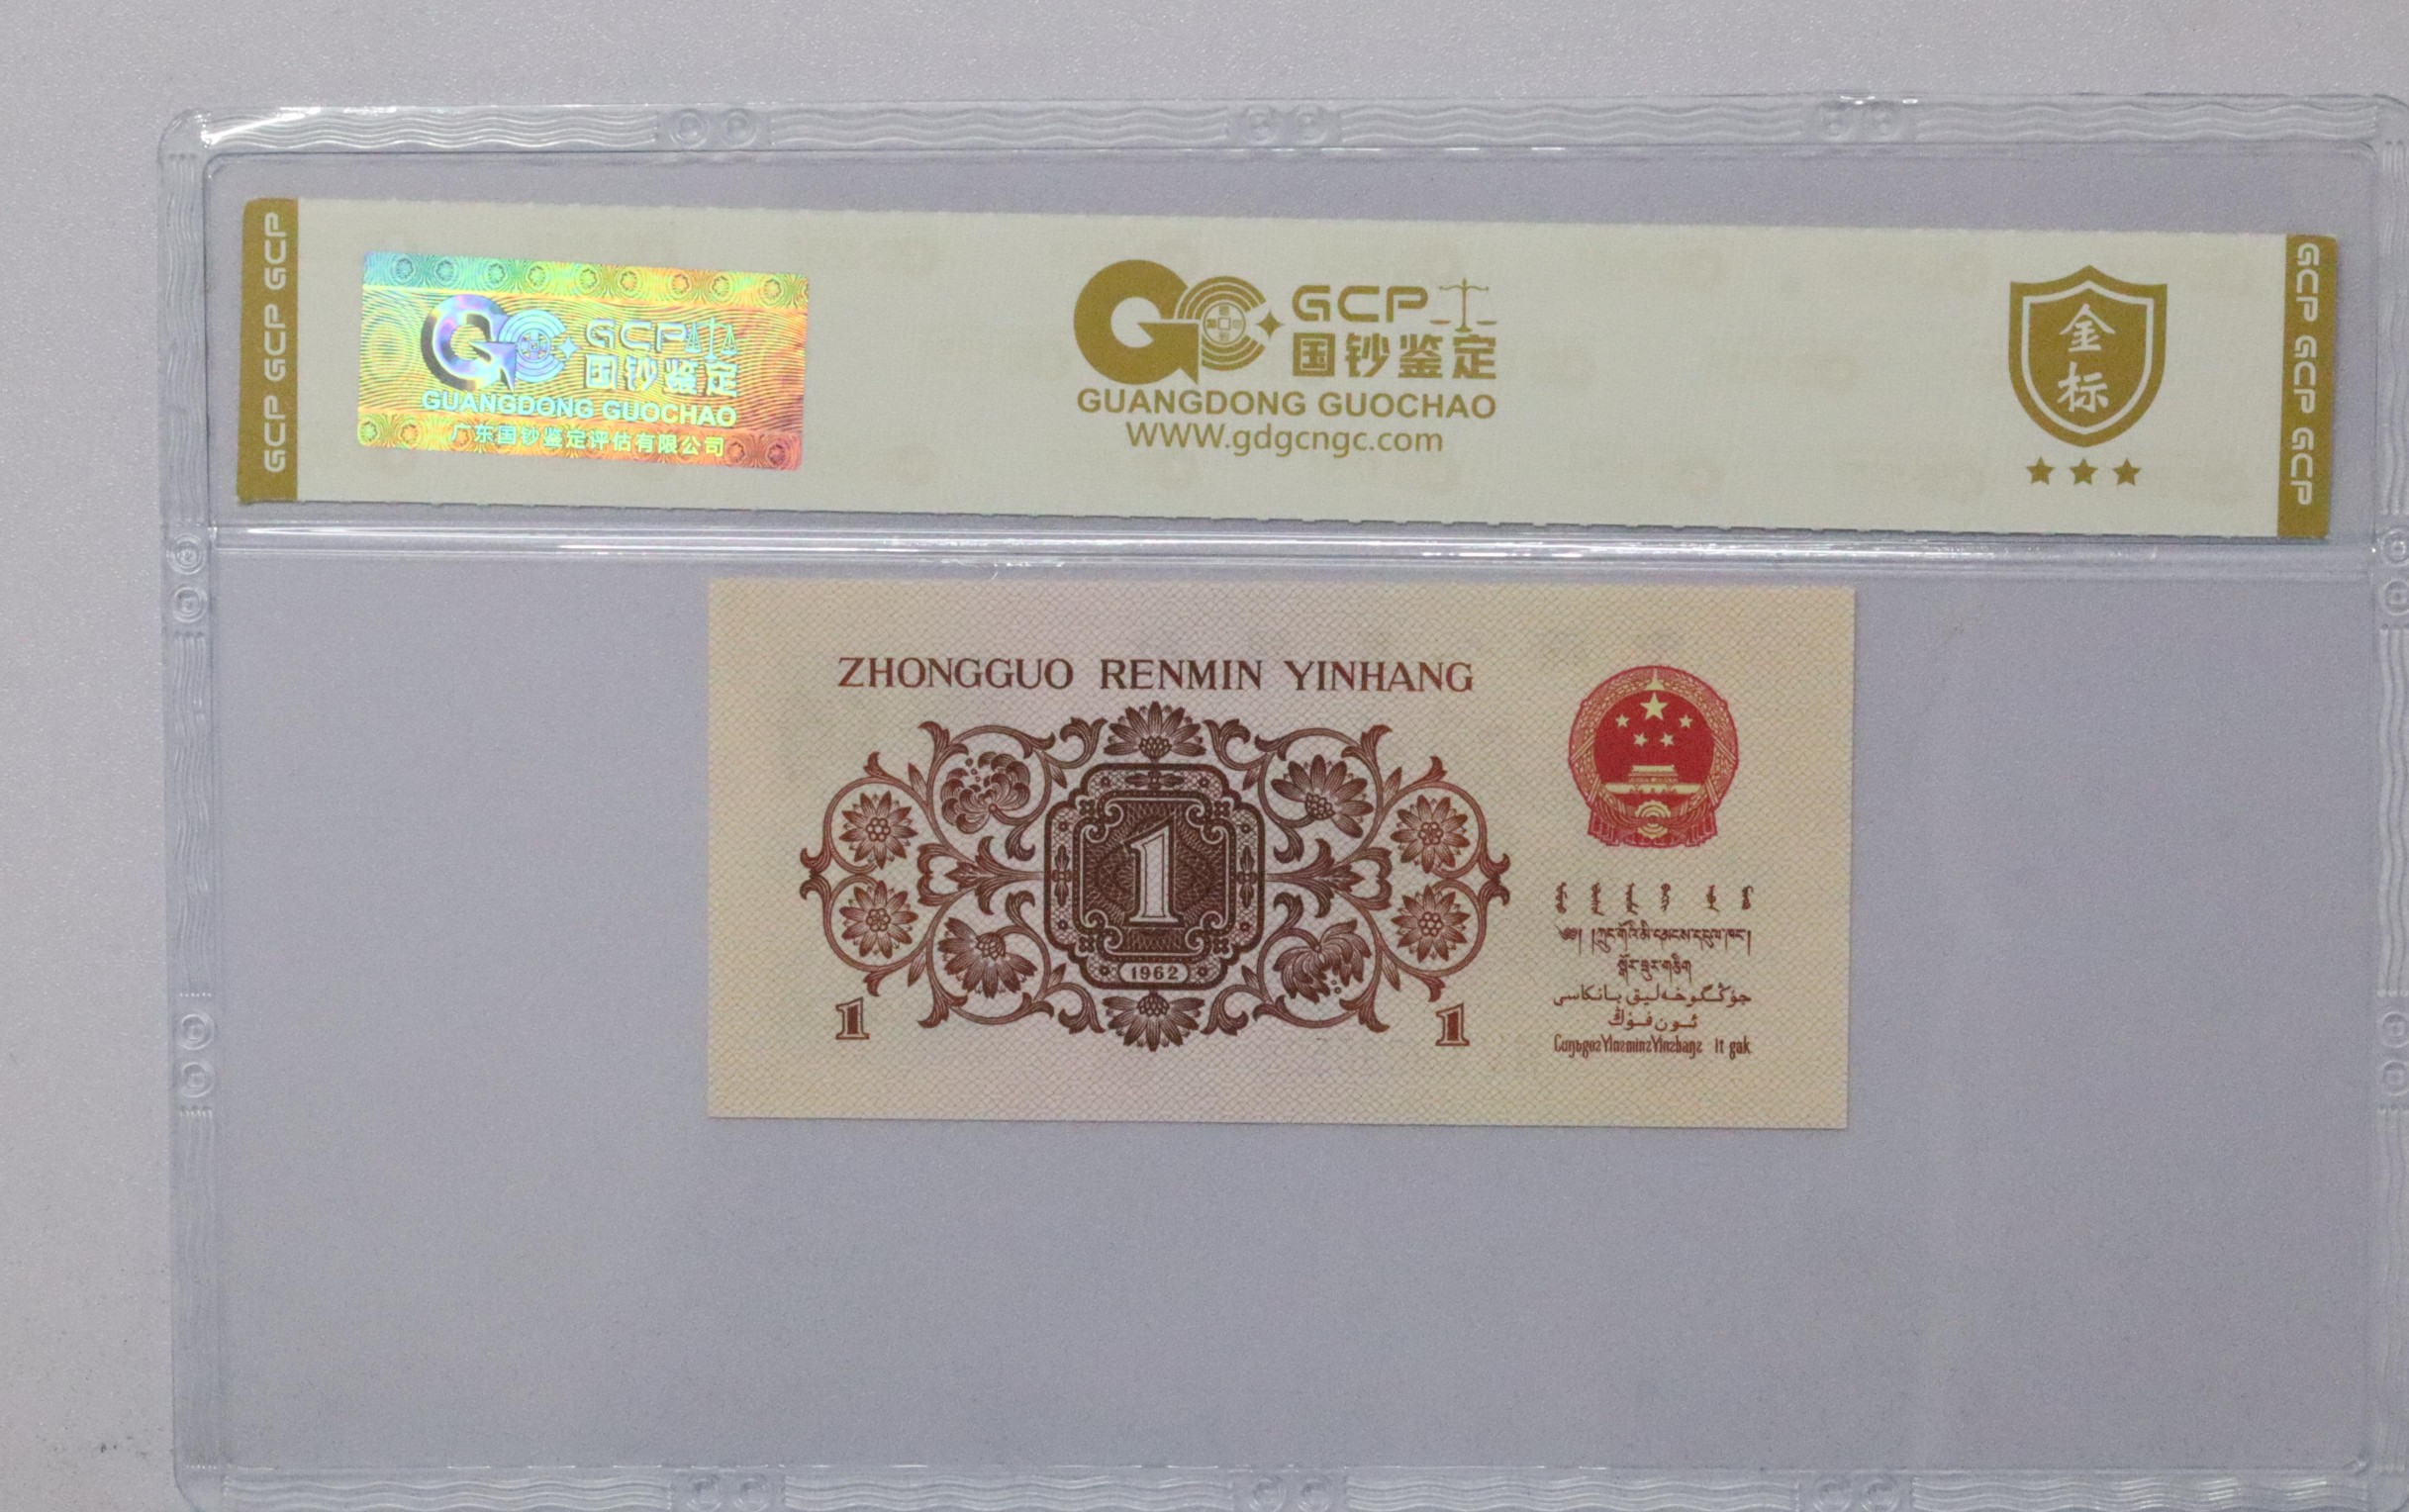 GCP GCP GCP
GCP
国钞鉴定
GUANGDONG GUOCHAO
广东国钞鉴定评估有限公司
GCP
国钞鉴定
GUANGDONG GUOCHAO
WWW.gdgcngc.com
金
标
GCP GCP GCP
ZHONGGUO RENMIN YINHANG
1
1962
1
1
جۇڭگو خەلىق بانكاسى
ئون فۇڭ